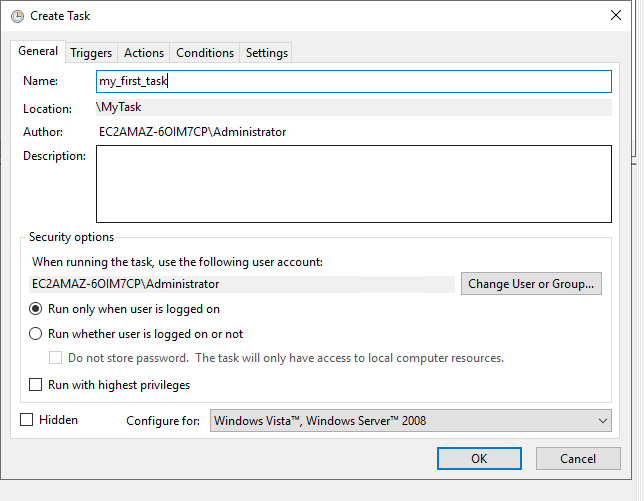 Create Task
General Triggers Actions Conditions Settings
Name: my_first_task
Location: \MyTask
Author: EC2AMAZ-6OIM7CP\Administrator
Description:
Security options
When running the task, use the following user account:
EC2AMAZ-6OIM7CP\Administrator Change User or Group...
Run only when user is logged on
Run whether user is logged on or not
Do not store password. The task will only have access to local computer resources.
Run with highest privileges
Hidden Configure for: Windows Vista™, Windows Server™ 2008
OK Cancel